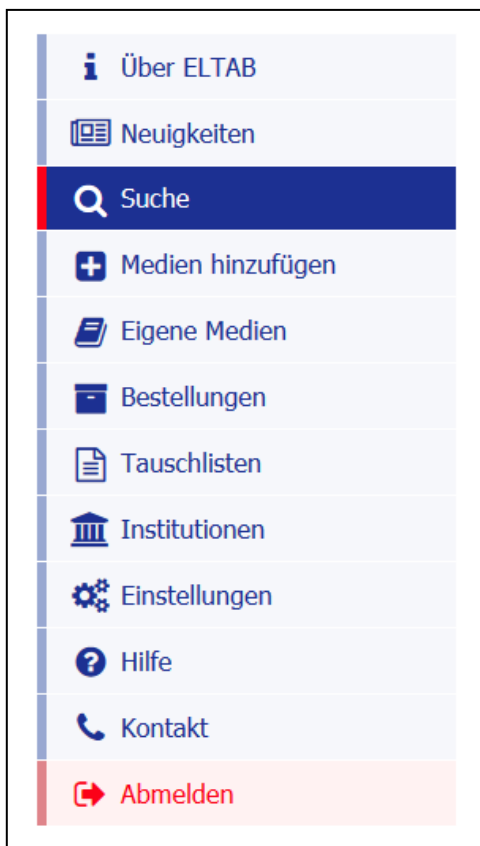 Über ELTAB
Neuigkeiten
Suche
Medien hinzufügen
Eigene Medien
Bestellungen
Tauschlisten
Institutionen
Einstellungen
Hilfe
Kontakt
Abmelden